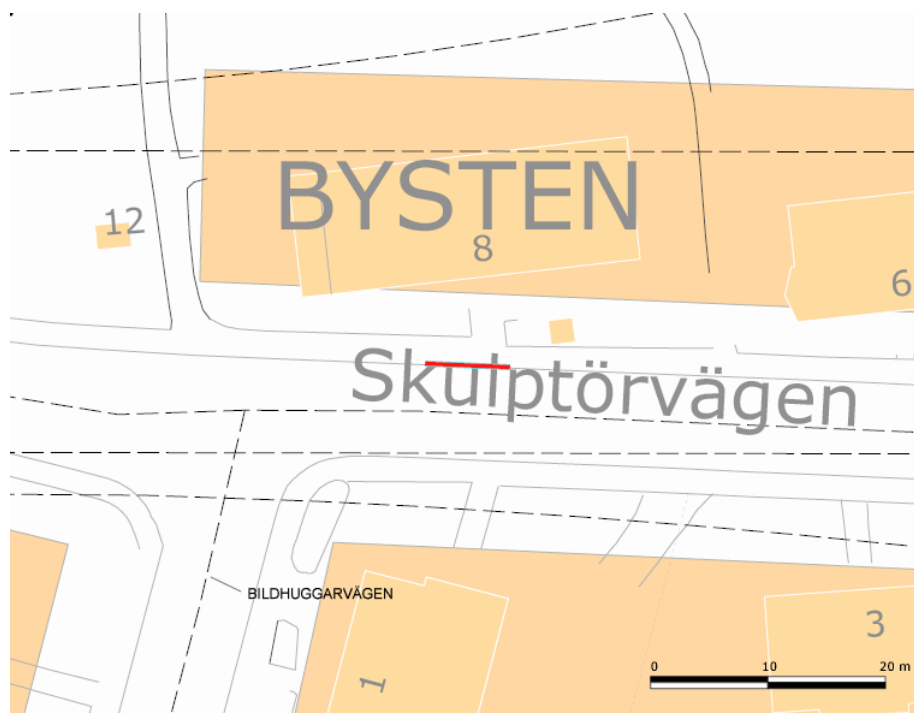 BYSTEN
12
8
6
Skulptörvägen
BILDHUGGARVÄGEN
3
1
0 10 20 m